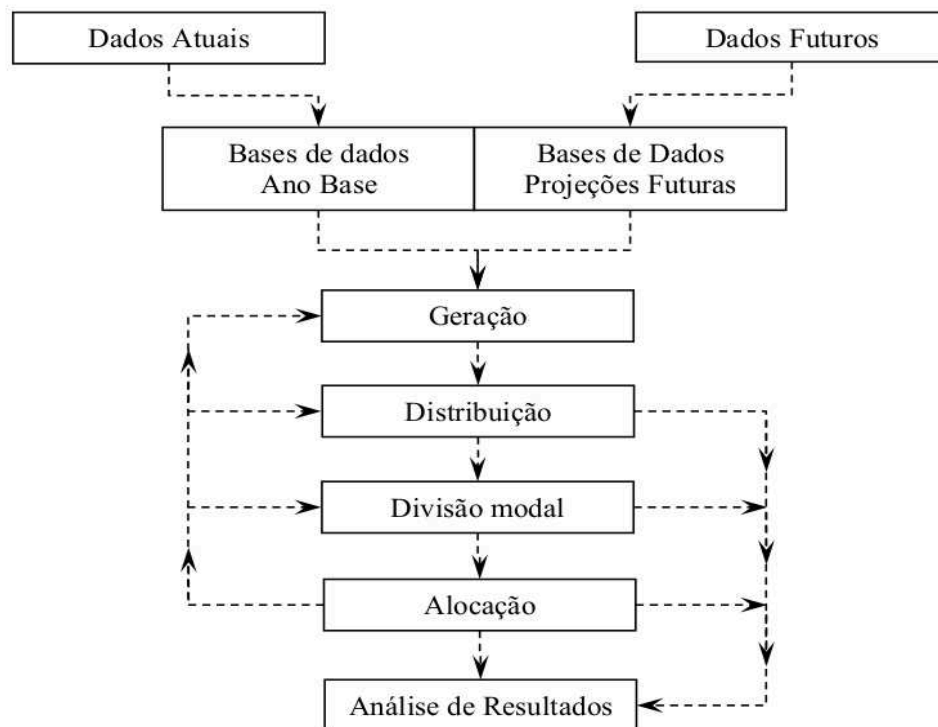 Dados Atuais
Dados Futuros
Bases de dados
Ano Base
Bases de Dados
Projeções Futuras
Geração
Distribuição
Divisão modal
Alocação
Análise de Resultados